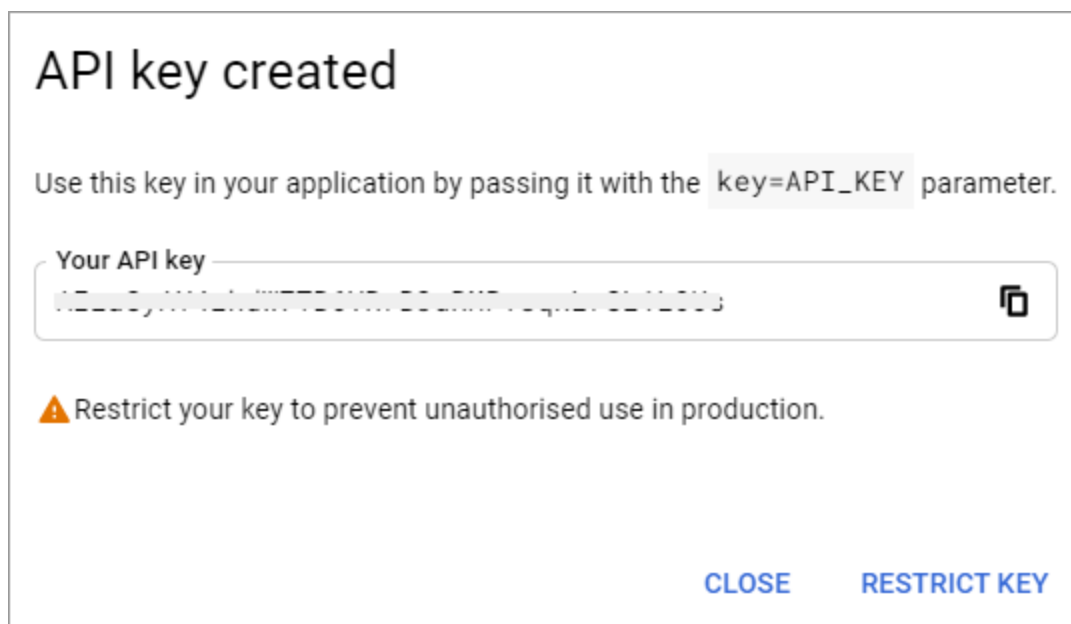 API key created
Use this key in your application by passing it with the key=API_KEY parameter.
Your API key
Restrict your key to prevent unauthorised use in production.
CLOSE RESTRICT KEY